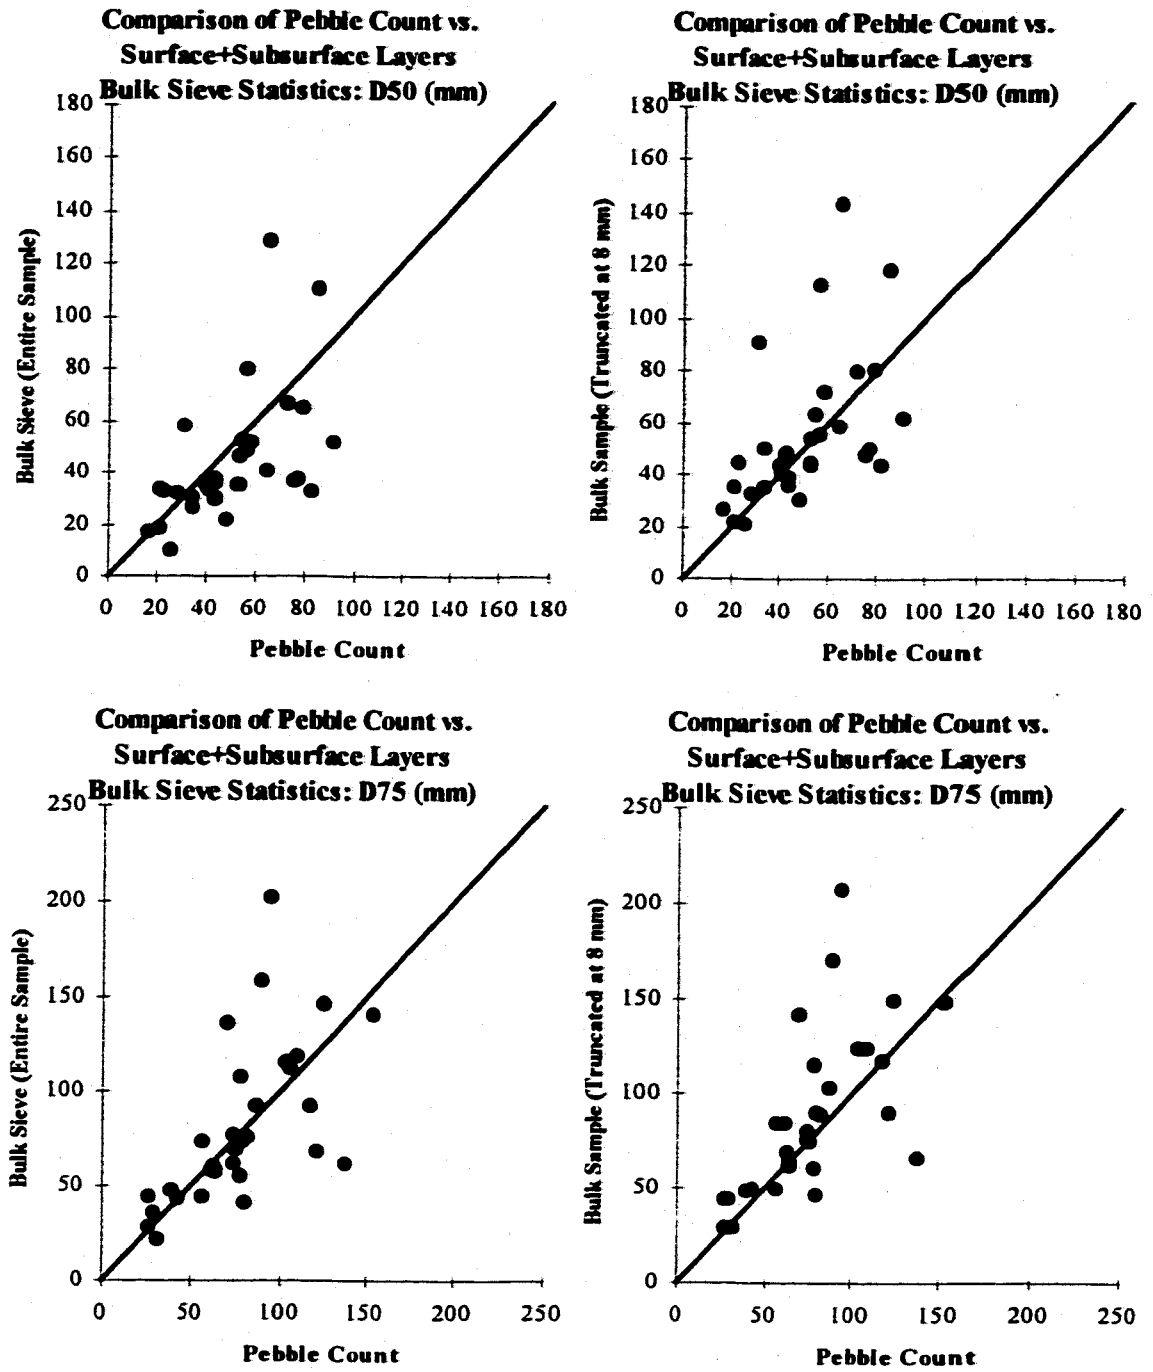 Comparison of Pebble Count vs.
Surface+Subsurface Layers
Bulk Sieve Statistics: D50 (mm)
180
160
140
120
100
80
60
40
20
0
Bulk Sieve (Entire Sample)
0 20 40 60 80 100 120 140 160 180
Pebble Count
Comparison of Pebble Count vs.
Surface+Subsurface Layers
Bulk Sieve Statistics: D50 (mm)
180
160
140
120
100
80
60
40
20
0
Bulk Sample (Truncated at 8 mm)
0 20 40 60 80 100 120 140 160 180
Pebble Count
Comparison of Pebble Count vs.
Surface+Subsurface Layers
Bulk Sieve Statistics: D75 (mm)
250
200
150
100
50
0
Bulk Sieve (Entire Sample)
0 50 100 150 200 250
Pebble Count
Comparison of Pebble Count vs.
Surface+Subsurface Layers
Bulk Sieve Statistics: D75 (mm)
250
200
150
100
50
0
Bulk Sample (Truncated at 8 mm)
0 50 100 150 200 250
Pebble Count